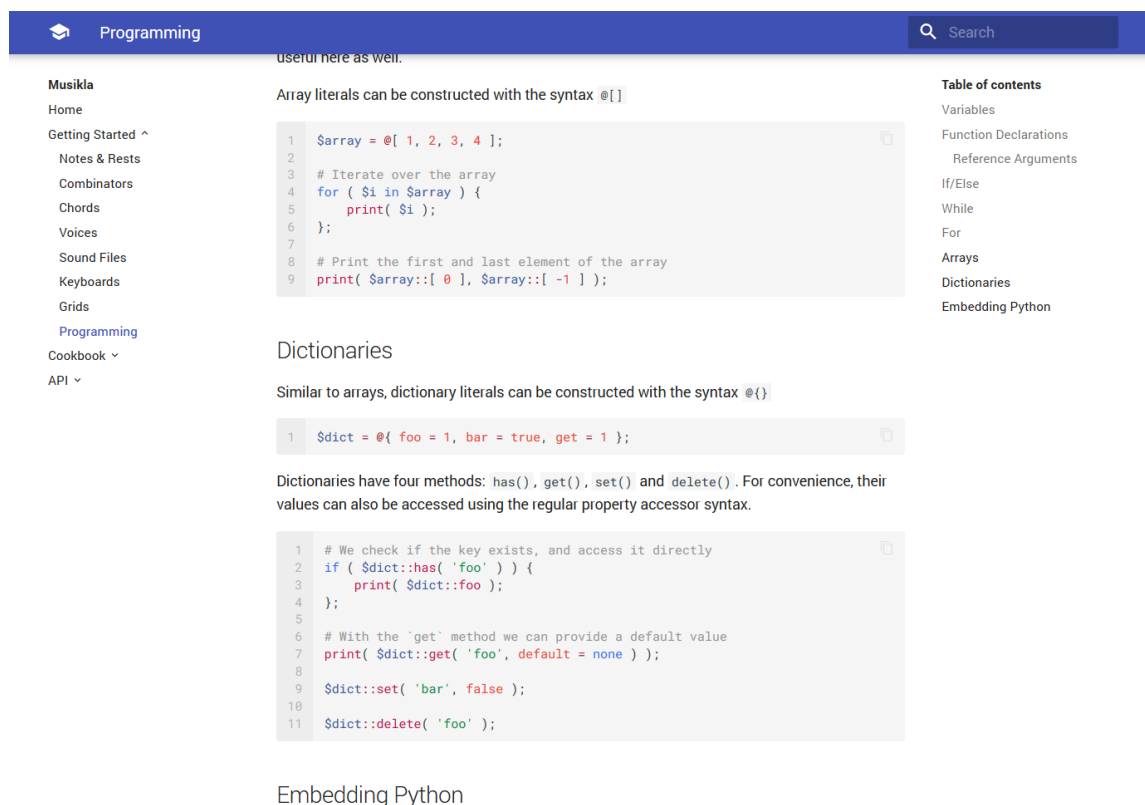 Programming
Search
Musikla
Home
Getting Started
Notes & Rests
Combinators
Chords
Voices
Sound Files
Keyboards
Grids
Programming
Cookbook
API
useful here as well.
Array literals can be constructed with the syntax @[]
1 $array = @[ 1, 2, 3, 4 ];
2
3 # Iterate over the array
4 for ( $i in $array ) {
5     print( $i );
6 };
7
8 # Print the first and last element of the array
9 print( $array::[ 0 ], $array::[ -1 ] );
Dictionaries
Similar to arrays, dictionary literals can be constructed with the syntax @{}
1 $dict = @{ foo = 1, bar = true, get = 1 };
Dictionaries have four methods: has(), get(), set() and delete(). For convenience, their
values can also be accessed using the regular property accessor syntax.
1 # We check if the key exists, and access it directly
2 if ( $dict::has( 'foo' ) ) {
3     print( $dict::foo );
4 };
5
6 # With the `get` method we can provide a default value
7 print( $dict::get( 'foo', default = none ) );
8
9 $dict::set( 'bar', false );
10
11 $dict::delete( 'foo' );
Embedding Python
Table of contents
Variables
Function Declarations
Reference Arguments
If/Else
While
For
Arrays
Dictionaries
Embedding Python